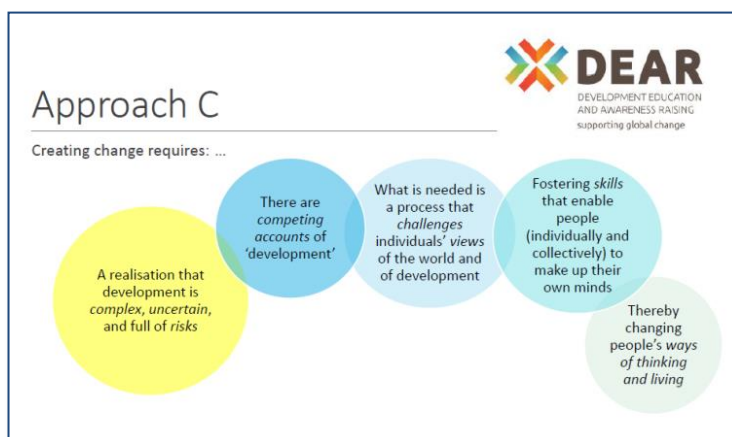 DEAR
DEVELOPMENT EDUCATION
AND AWARENESS RAISING
supporting global change
Approach C
Creating change requires: ...
A realisation that
development is
complex, uncertain,
and full of risks
There are
competing
accounts of
‘development’
What is needed is
a process that
challenges
individuals’ views
of the world and
of development
Fostering skills
that enable
people
(individually and
collectively) to
make up their
own minds
Thereby
changing
people’s ways
of thinking
and living